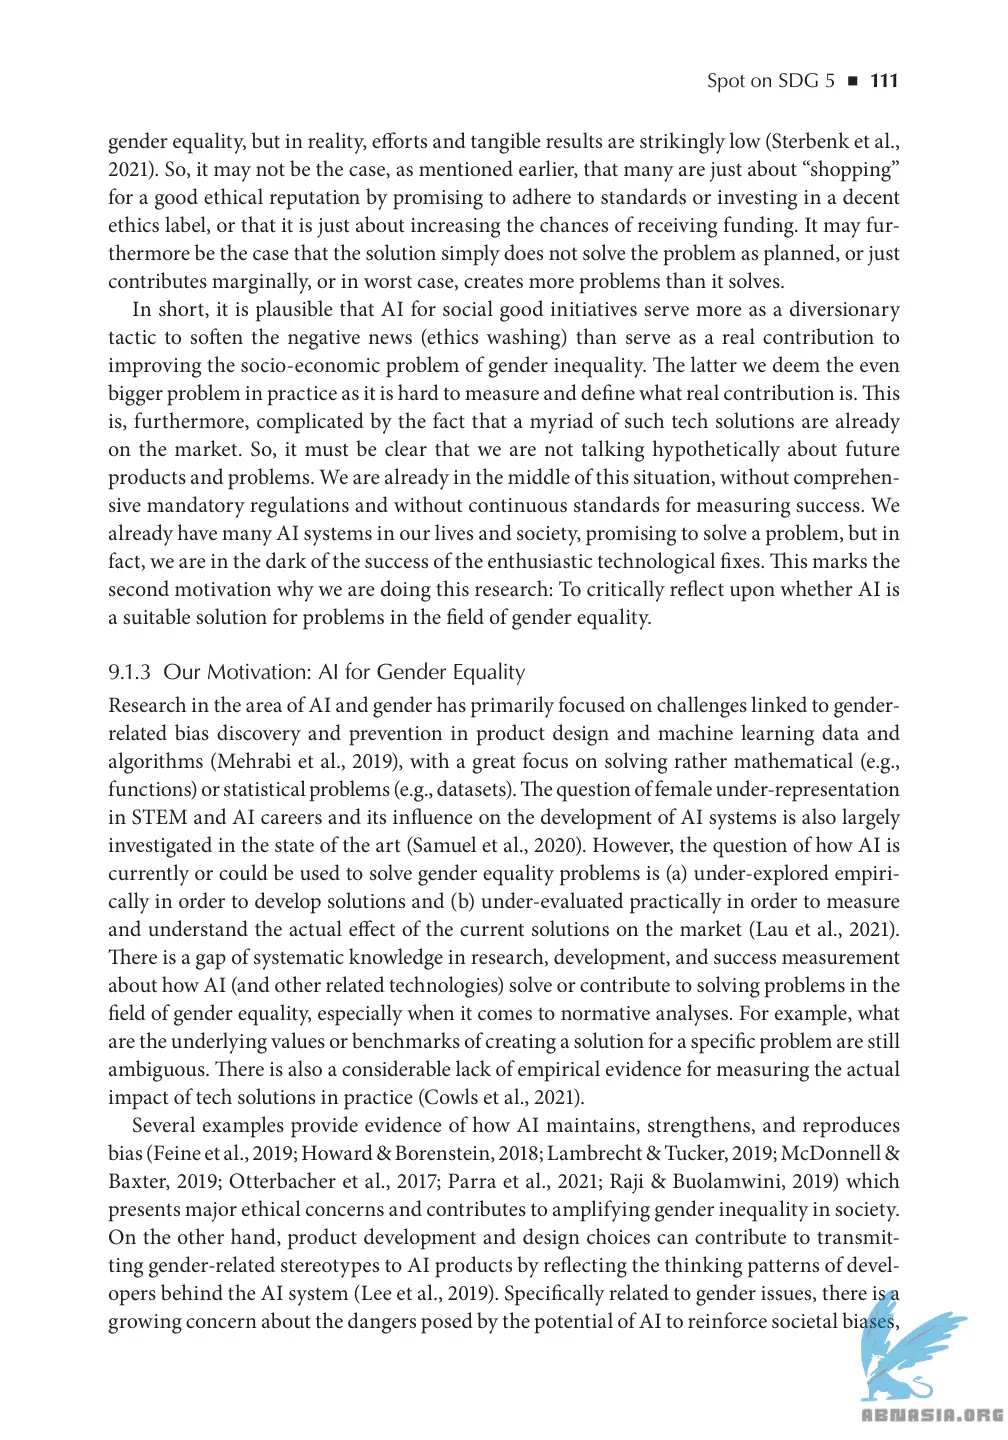 Spot on SDG 5 ■ 111
gender equality, but in reality, efforts and tangible results are strikingly low (Sterbenk et al.,
2021). So, it may not be the case, as mentioned earlier, that many are just about “shopping”
for a good ethical reputation by promising to adhere to standards or investing in a decent
ethics label, or that it is just about increasing the chances of receiving funding. It may fur-
thermore be the case that the solution simply does not solve the problem as planned, or just
contributes marginally, or in worst case, creates more problems than it solves.
In short, it is plausible that AI for social good initiatives serve more as a diversionary
tactic to soften the negative news (ethics washing) than serve as a real contribution to
improving the socio-economic problem of gender inequality. The latter we deem the even
bigger problem in practice as it is hard to measure and define what real contribution is. This
is, furthermore, complicated by the fact that a myriad of such tech solutions are already
on the market. So, it must be clear that we are not talking hypothetically about future
products and problems. We are already in the middle of this situation, without comprehen-
sive mandatory regulations and without continuous standards for measuring success. We
already have many AI systems in our lives and society, promising to solve a problem, but in
fact, we are in the dark of the success of the enthusiastic technological fixes. This marks the
second motivation why we are doing this research: To critically reflect upon whether AI is
a suitable solution for problems in the field of gender equality.
9.1.3 Our Motivation: AI for Gender Equality
Research in the area of AI and gender has primarily focused on challenges linked to gender-
related bias discovery and prevention in product design and machine learning data and
algorithms (Mehrabi et al., 2019), with a great focus on solving rather mathematical (e.g.,
functions) or statistical problems (e.g., datasets). The question of female under-representation
in STEM and AI careers and its influence on the development of AI systems is also largely
investigated in the state of the art (Samuel et al., 2020). However, the question of how AI is
currently or could be used to solve gender equality problems is (a) under-explored empiri-
cally in order to develop solutions and (b) under-evaluated practically in order to measure
and understand the actual effect of the current solutions on the market (Lau et al., 2021).
There is a gap of systematic knowledge in research, development, and success measurement
about how AI (and other related technologies) solve or contribute to solving problems in the
field of gender equality, especially when it comes to normative analyses. For example, what
are the underlying values or benchmarks of creating a solution for a specific problem are still
ambiguous. There is also a considerable lack of empirical evidence for measuring the actual
impact of tech solutions in practice (Cowls et al., 2021).
Several examples provide evidence of how AI maintains, strengthens, and reproduces
bias (Feine et al., 2019; Howard & Borenstein, 2018; Lambrecht & Tucker, 2019; McDonnell &
Baxter, 2019; Otterbacher et al., 2017; Parra et al., 2021; Raji & Buolamwini, 2019) which
presents major ethical concerns and contributes to amplifying gender inequality in society.
On the other hand, product development and design choices can contribute to transmit-
ting gender-related stereotypes to AI products by reflecting the thinking patterns of devel-
opers behind the AI system (Lee et al., 2019). Specifically related to gender issues, there is a
growing concern about the dangers posed by the potential of AI to reinforce societal biases,
ABNASIA.ORG